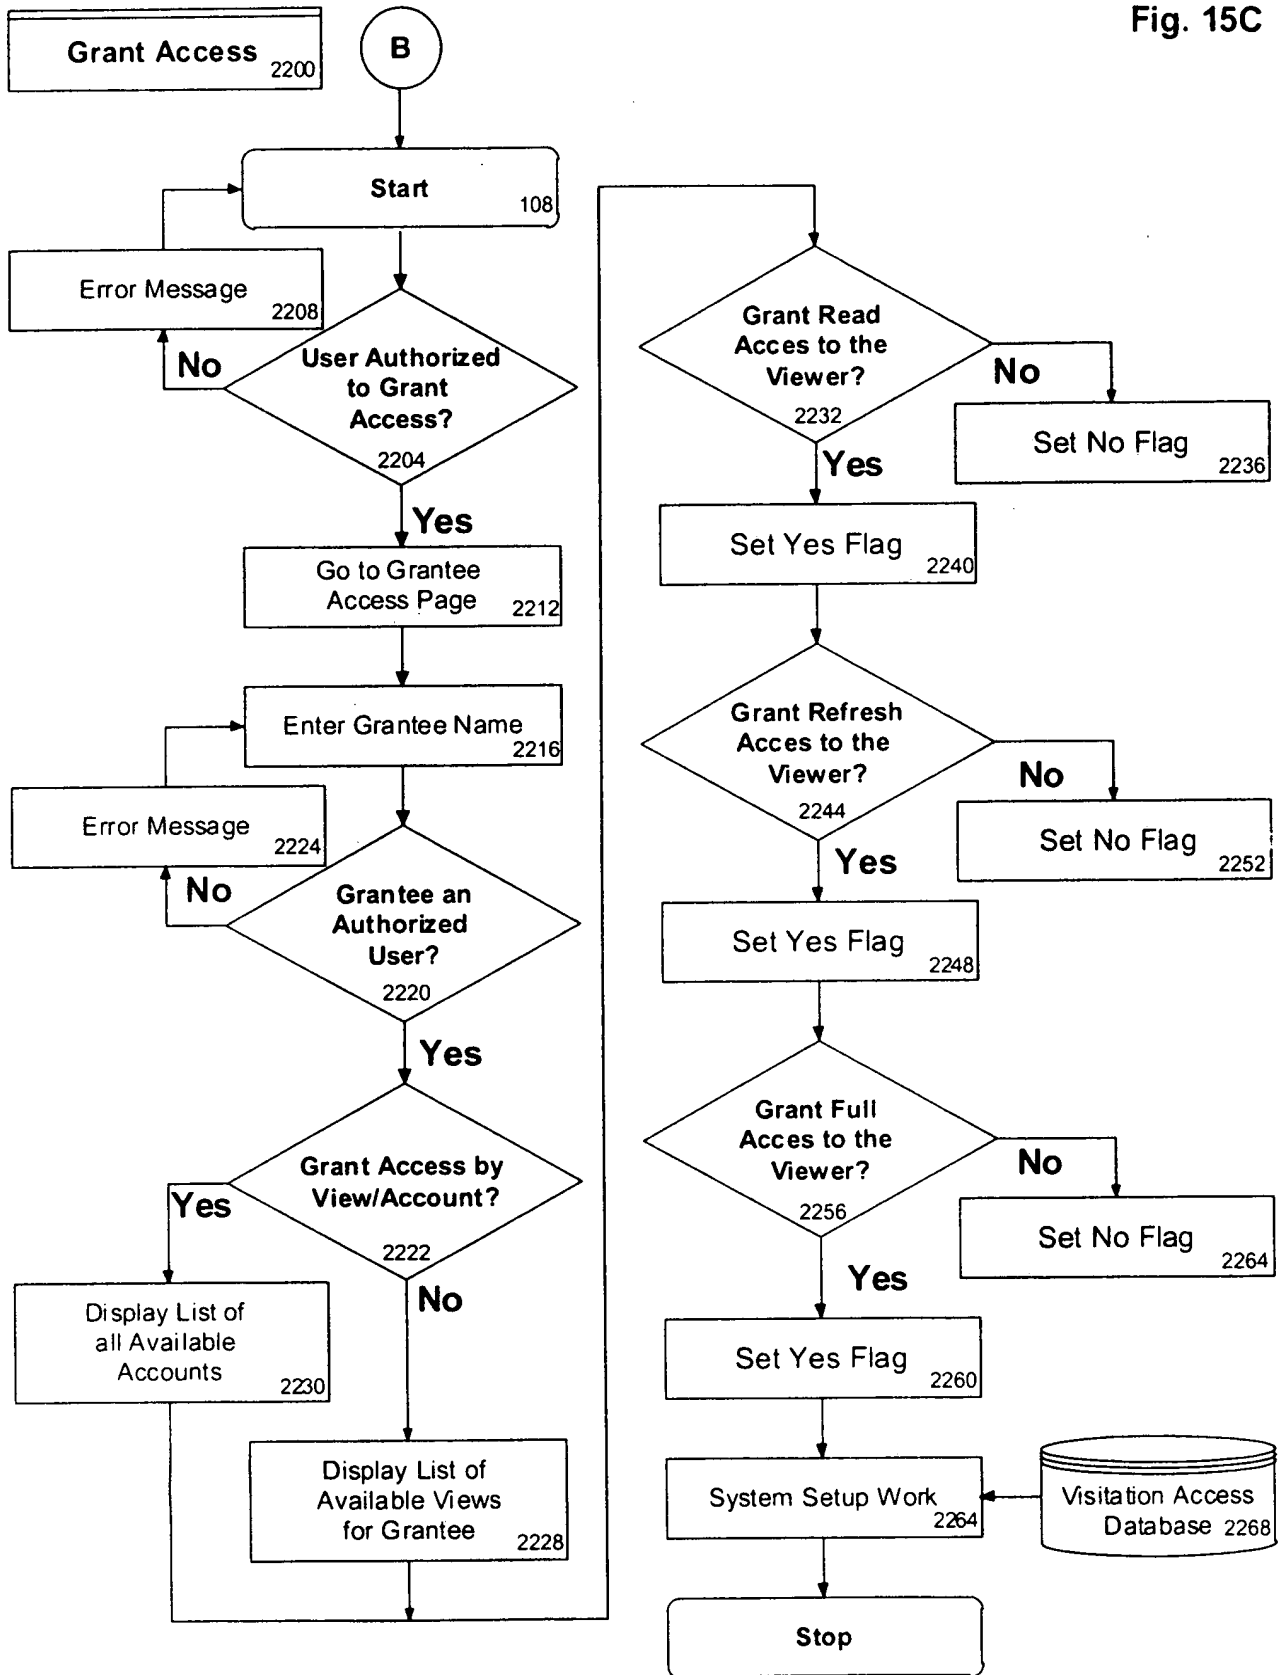 Fig. 15C
Grant Access
2200
B
Start
108
Error Message
2208
No
User Authorized
to Grant
Access?
2204
Yes
Go to Grantee
Access Page
2212
Enter Grantee Name
2216
Error Message
2224
No
Grantee an
Authorized
User?
2220
Yes
Grant Access by
View/Account?
2222
Yes
Display List of
all Available
Accounts
2230
No
Display List of
Available Views
for Grantee
2228
Grant Read
Acces to the
Viewer?
2232
No
Set No Flag
2236
Yes
Set Yes Flag
2240
Grant Refresh
Acces to the
Viewer?
2244
No
Set No Flag
2252
Yes
Set Yes Flag
2248
Grant Full
Acces to the
Viewer?
2256
No
Set No Flag
2264
Yes
Set Yes Flag
2260
System Setup Work
2264
Visitation Access
Database 2268
Stop